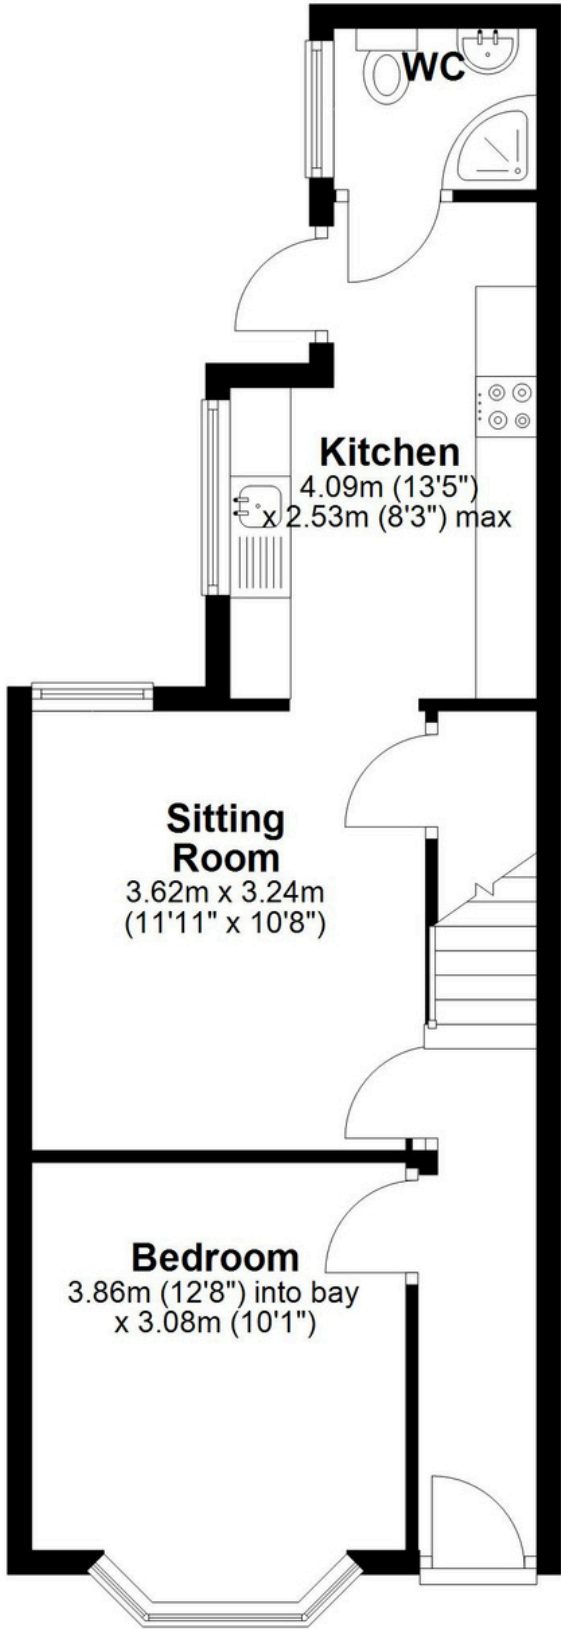 WC
Kitchen
4.09m (13'5")
x 2.53m (8'3") max
Sitting
Room
3.62m x 3.24m
(11'11" x 10'8")
Bedroom
3.86m (12'8") into bay
x 3.08m (10'1")